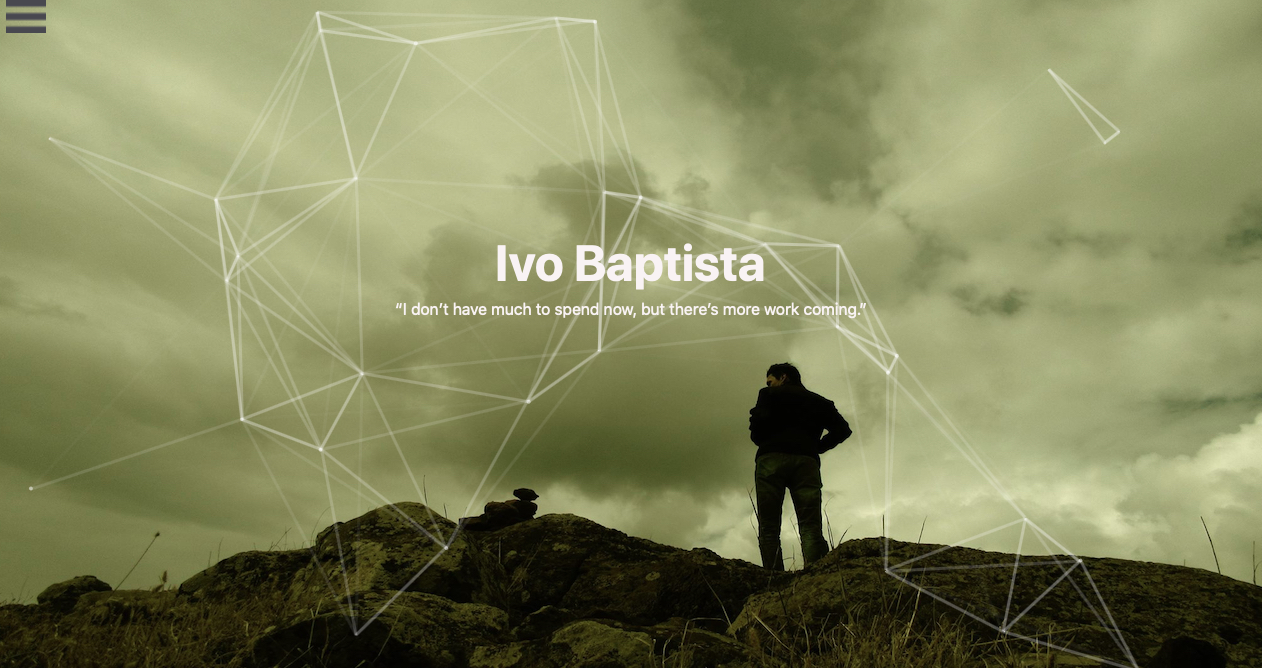 Ivo Baptista
“I don’t have much to spend now, but there’s more work coming.”